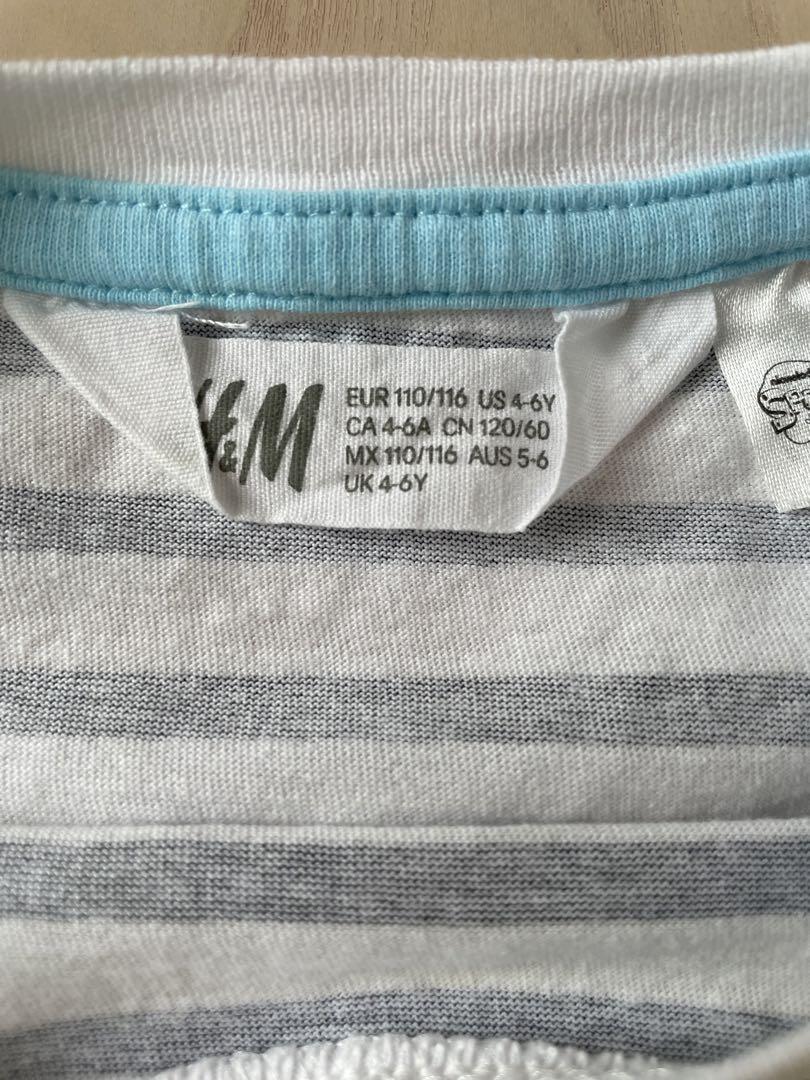 H&M
EUR 110/116 US 4-6Y
CA 4-6A CN 120/60
MX 110/116 AUS 5-6
UK 4-6Y